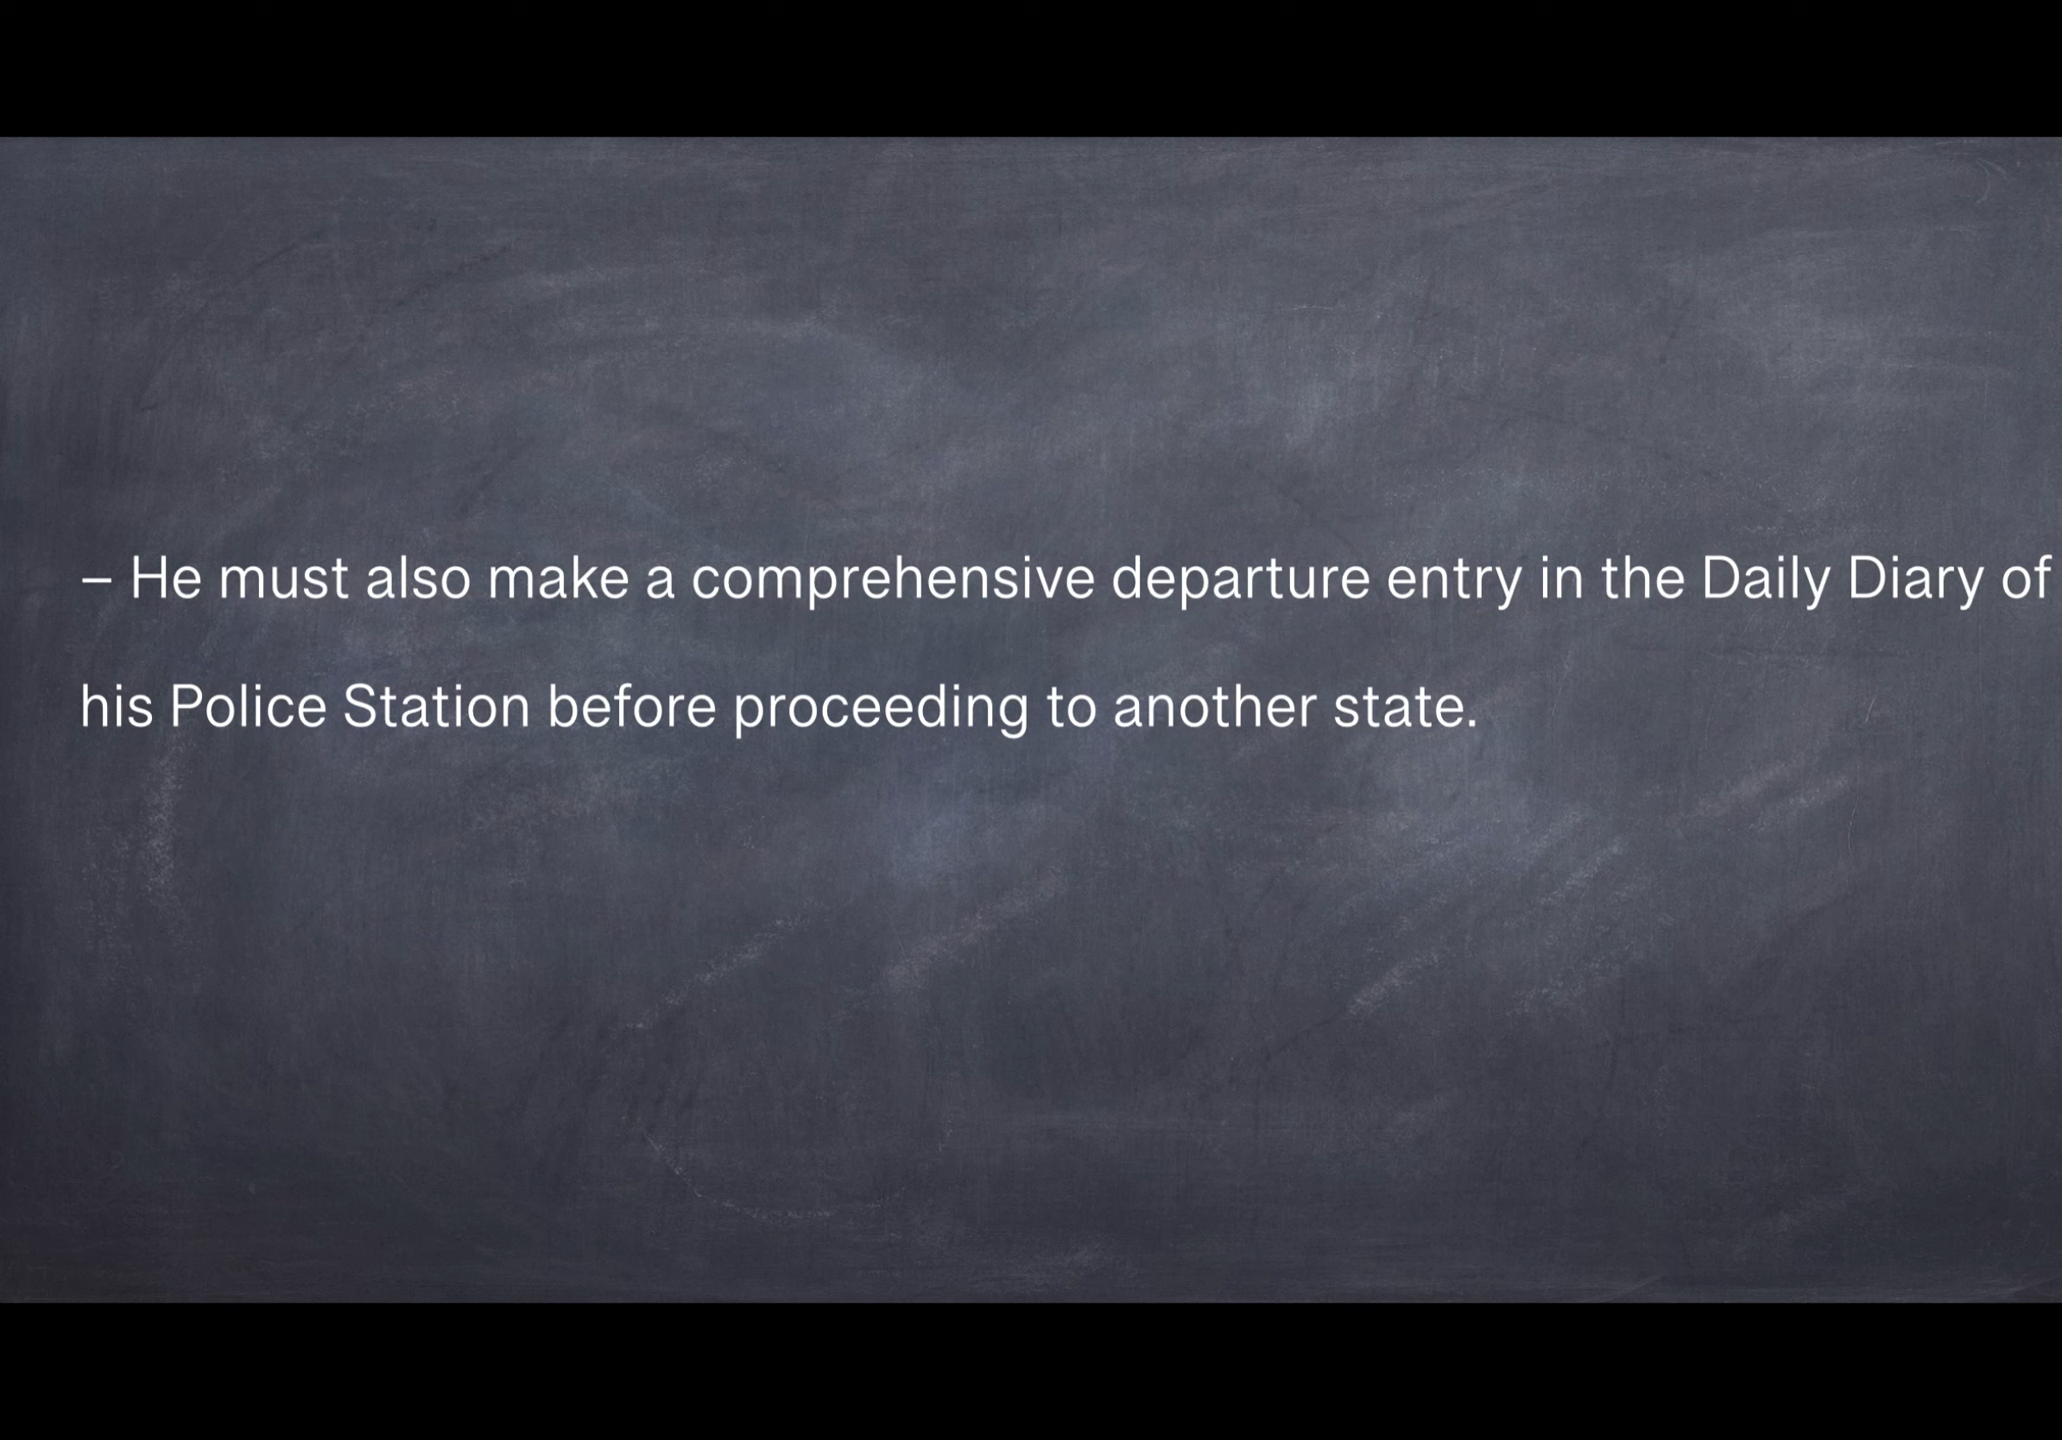 – He must also make a comprehensive departure entry in the Daily Diary of
his Police Station before proceeding to another state.